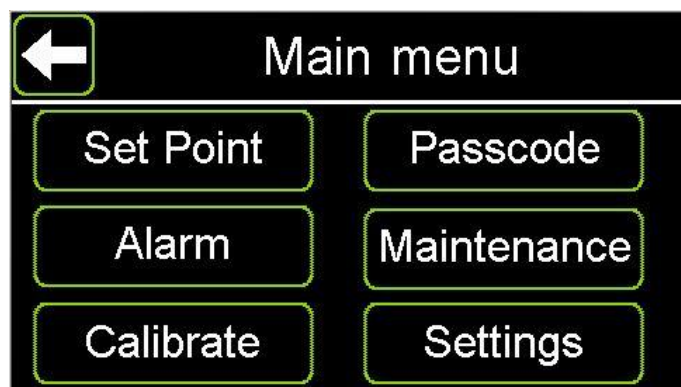 Main menu
Set Point
Passcode
Alarm
Maintenance
Calibrate
Settings